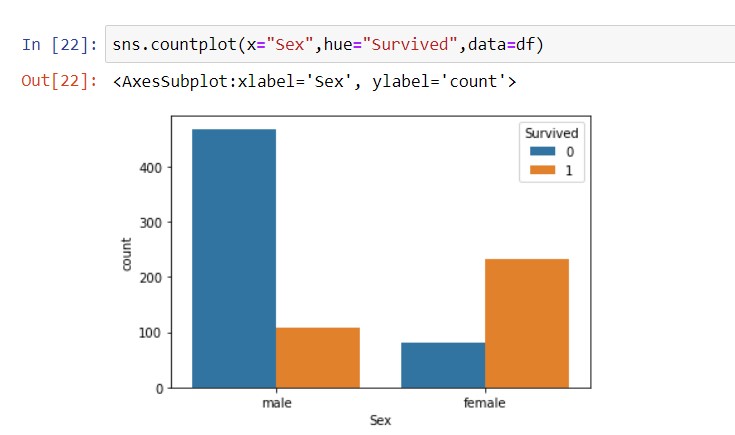 In [22]: sns.countplot(x="Sex",hue="Survived",data=df)
Out[22]: <AxesSubplot:xlabel='Sex', ylabel='count'>
Survived
0
1
400
300
200
100
0
count
male female
Sex